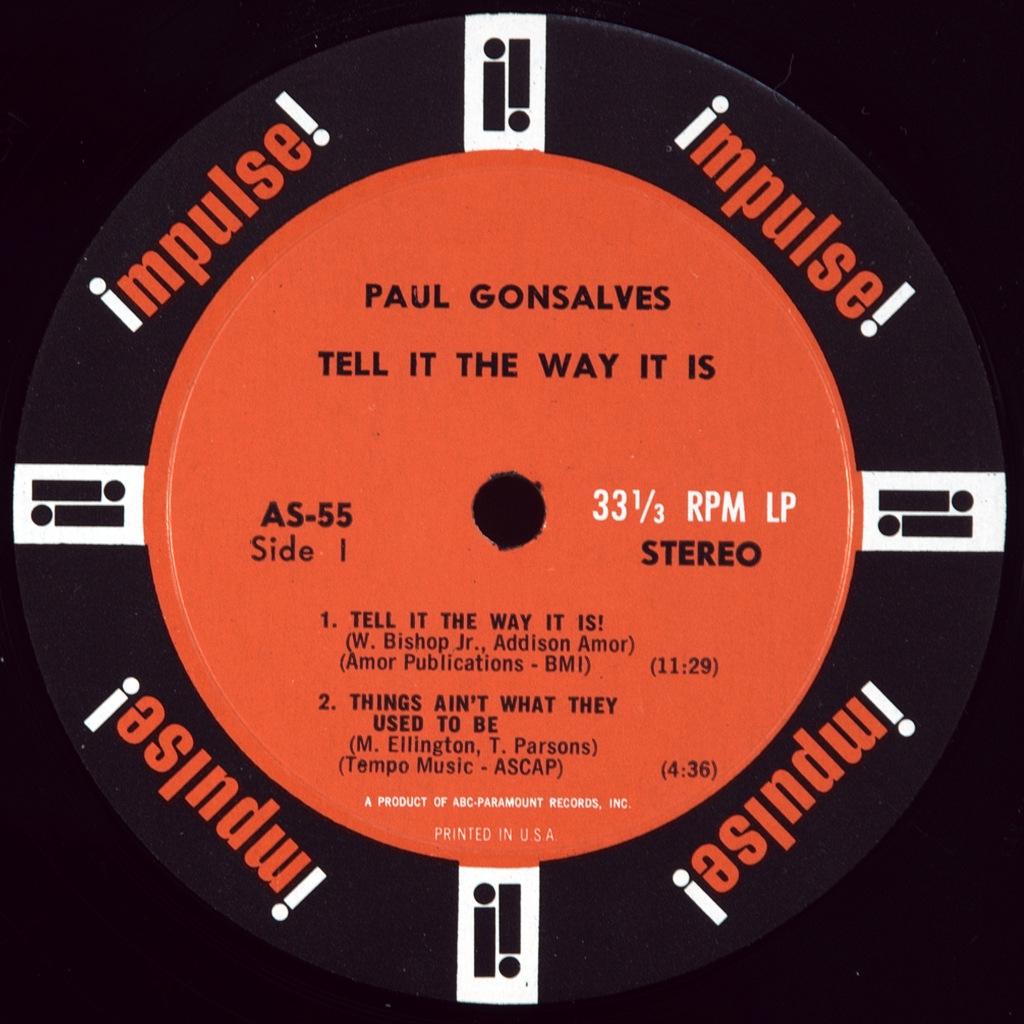 impulse!
impulse!
PAUL GONSALVES
TELL IT THE WAY IT IS
AS-55
Side 1
33 1/3 RPM LP
STEREO
1. TELL IT THE WAY IT IS!
(W. Bishop Jr., Addison Amor)
(Amor Publications - BMI) (11:29)
2. THINGS AIN'T WHAT THEY
USED TO BE
(M. Ellington, T. Parsons)
(Tempo Music - ASCAP) (4:36)
A PRODUCT OF ABC-PARAMOUNT RECORDS, INC.
PRINTED IN U.S.A.
impulse!
impulse!